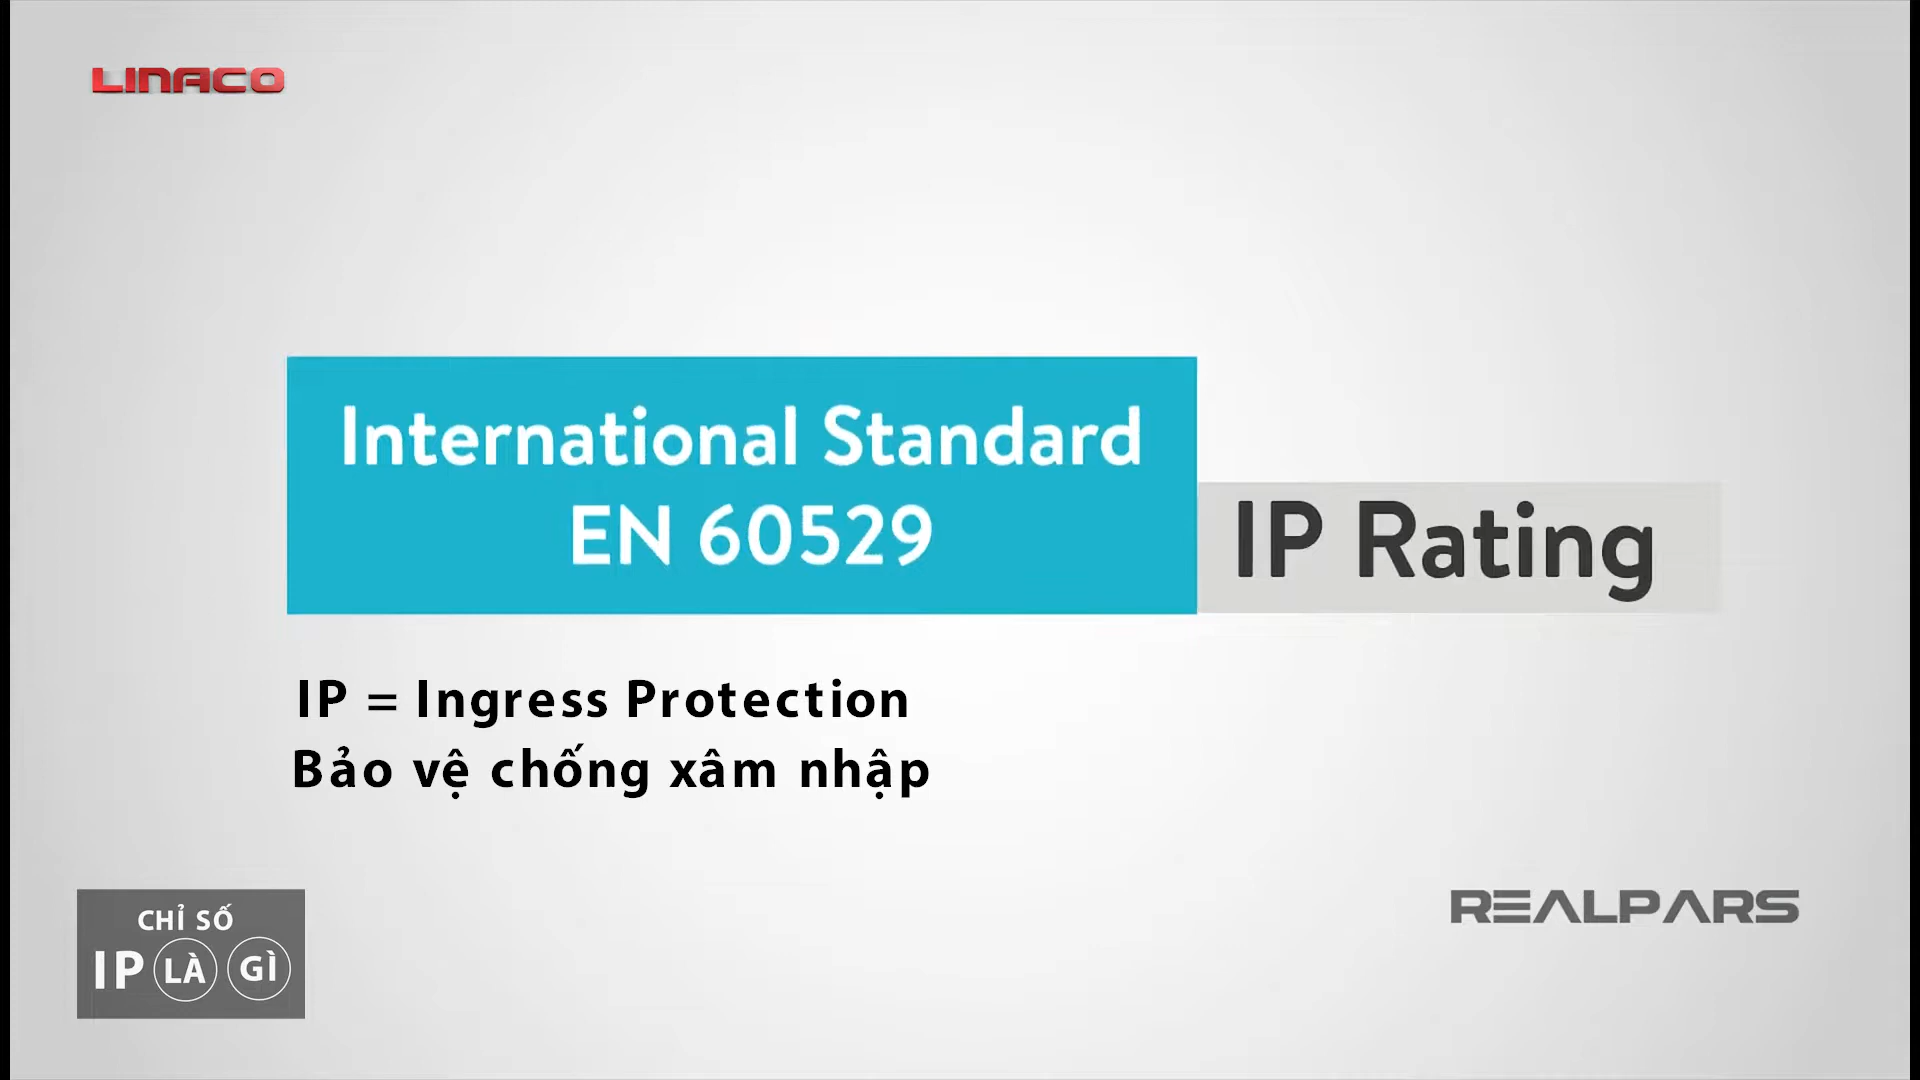 LINACO
International Standard
EN 60529
IP Rating
IP = Ingress Protection
Bảo vệ chống xâm nhập
CHỈ SỐ
IP LÀ GÌ
REALPARS